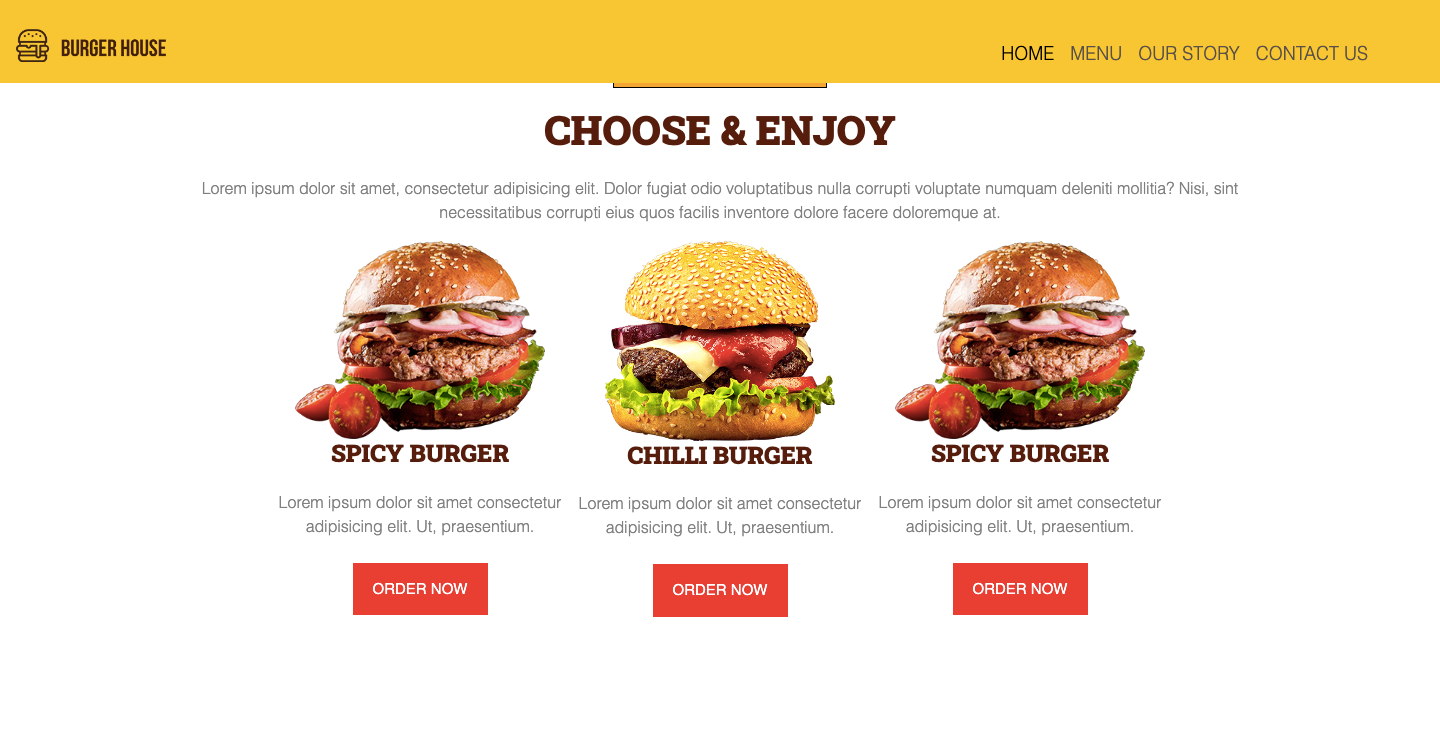 BURGER HOUSE
HOME MENU OUR STORY CONTACT US
CHOOSE & ENJOY
Lorem ipsum dolor sit amet, consectetur adipisicing elit. Dolor fugiat odio voluptatibus nulla corrupti voluptate numquam deleniti mollitia? Nisi, sint
necessitatibus corrupti eius quos facilis inventore dolore facere doloremque at.
SPICY BURGER
Lorem ipsum dolor sit amet consectetur
adipisicing elit. Ut, praesentium.
ORDER NOW
CHILLI BURGER
Lorem ipsum dolor sit amet consectetur
adipisicing elit. Ut, praesentium.
ORDER NOW
SPICY BURGER
Lorem ipsum dolor sit amet consectetur
adipisicing elit. Ut, praesentium.
ORDER NOW